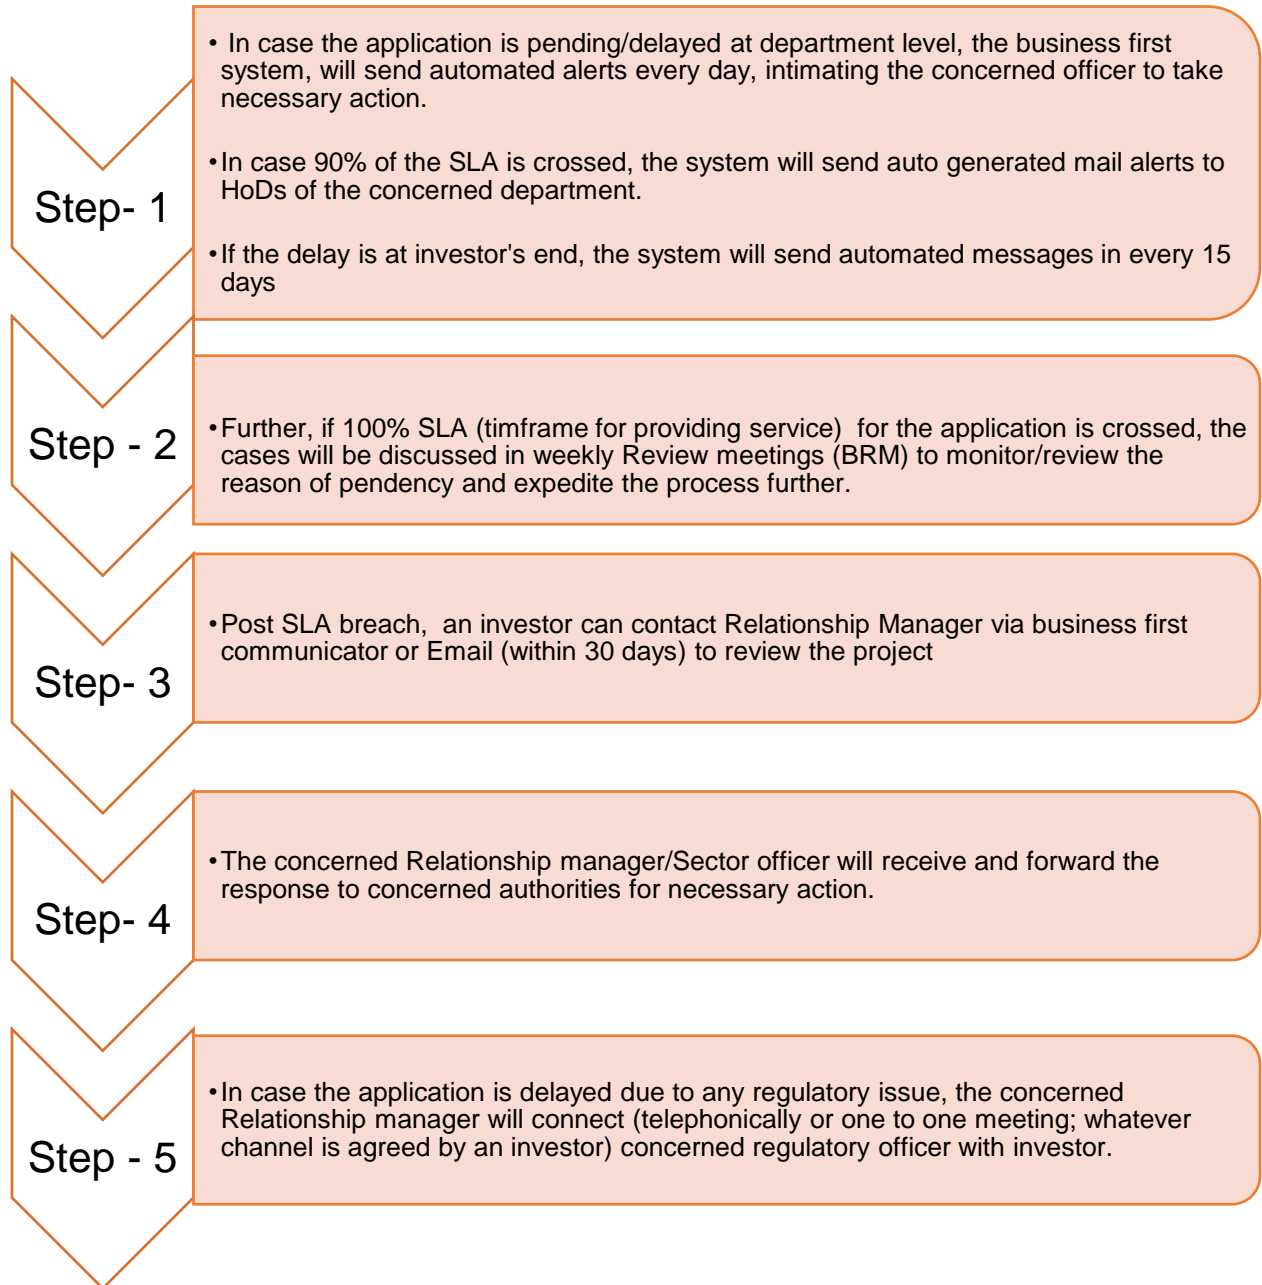 • In case the application is pending/delayed at department level, the business first
system, will send automated alerts every day, intimating the concerned officer to take
necessary action.
•In case 90% of the SLA is crossed, the system will send auto generated mail alerts to
HoDs of the concerned department.
Step- 1
•If the delay is at investor's end, the system will send automated messages in every 15
days
Step - 2
•Further, if 100% SLA (timframe for providing service)  for the application is crossed, the
cases will be discussed in weekly Review meetings (BRM) to monitor/review the
reason of pendency and expedite the process further.
Step- 3
•Post SLA breach,  an investor can contact Relationship Manager via business first
communicator or Email (within 30 days) to review the project
Step- 4
•The concerned Relationship manager/Sector officer will receive and forward the
response to concerned authorities for necessary action.
Step - 5
•In case the application is delayed due to any regulatory issue, the concerned
Relationship manager will connect (telephonically or one to one meeting; whatever
channel is agreed by an investor) concerned regulatory officer with investor.